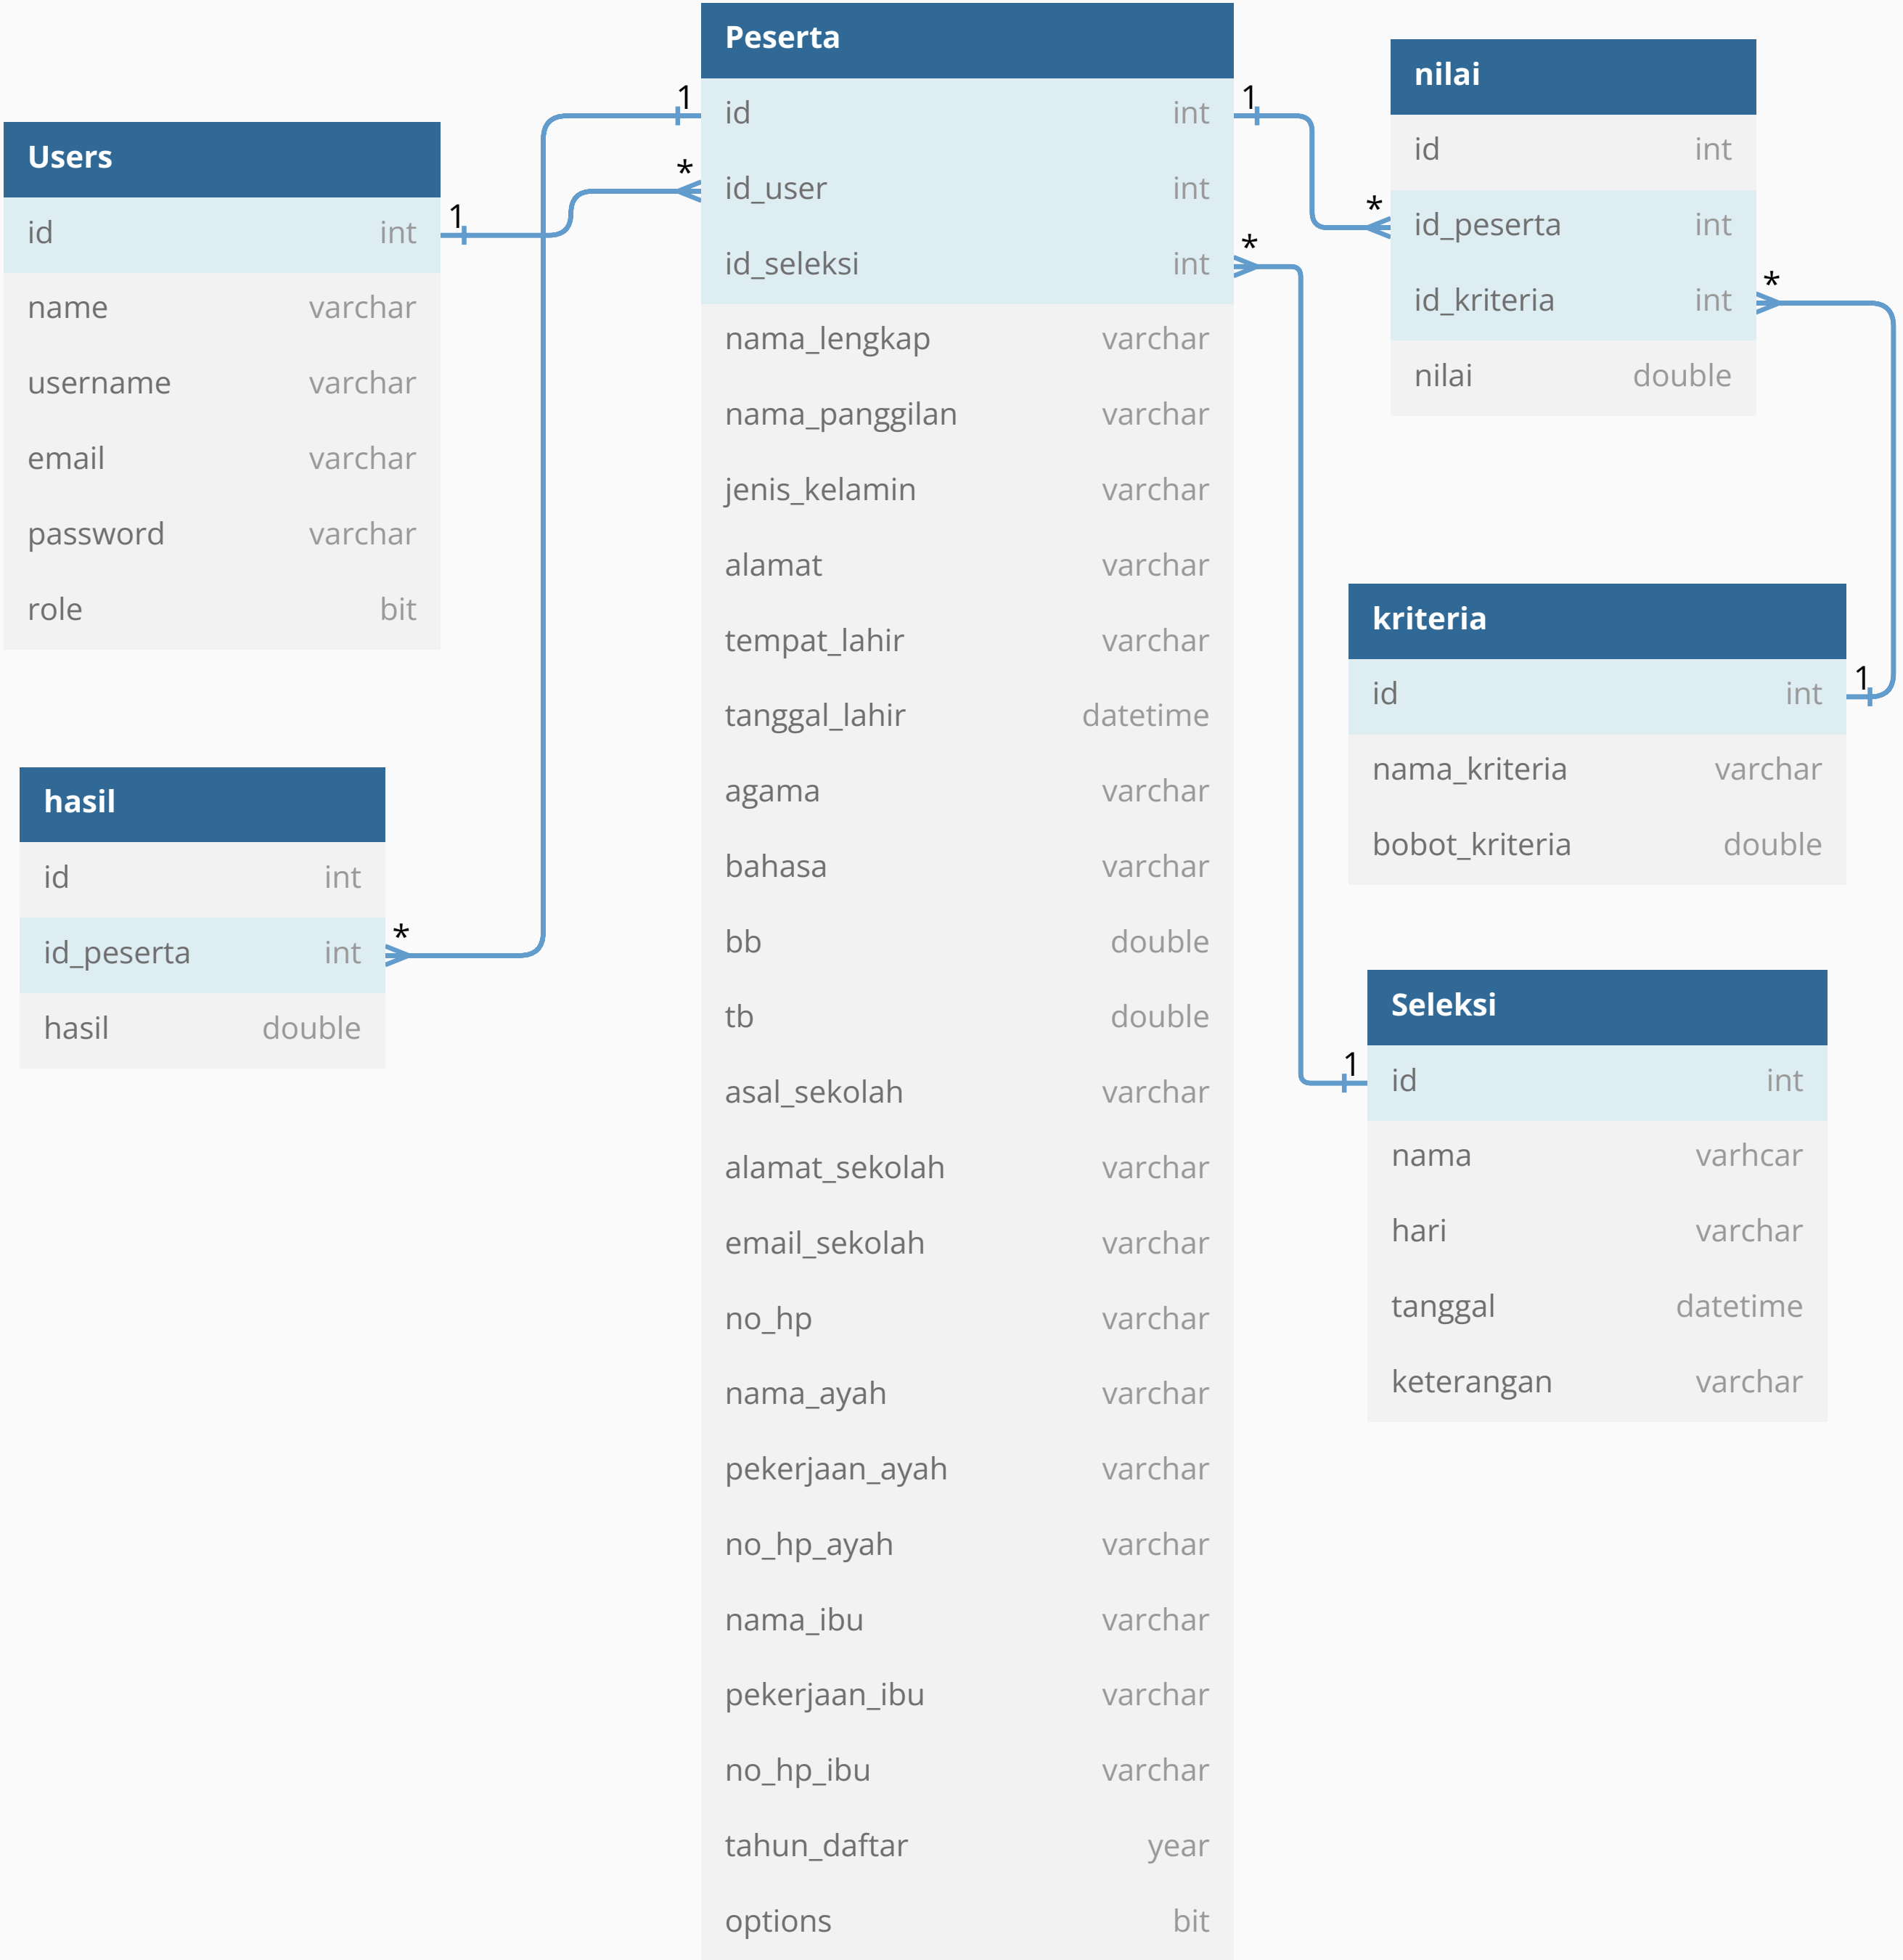 Users
id int
name varchar
username varchar
email varchar
password varchar
role bit
1
*
hasil
id int
id_peserta int
hasil double
*
1
Peserta
id int
id_user int
id_seleksi int
nama_lengkap varchar
nama_panggilan varchar
jenis_kelamin varchar
alamat varchar
tempat_lahir varchar
tanggal_lahir datetime
agama varchar
bahasa varchar
bb double
tb double
asal_sekolah varchar
alamat_sekolah varchar
email_sekolah varchar
no_hp varchar
nama_ayah varchar
pekerjaan_ayah varchar
no_hp_ayah varchar
nama_ibu varchar
pekerjaan_ibu varchar
no_hp_ibu varchar
tahun_daftar year
options bit
1
*
*
nilai
id int
id_peserta int
id_kriteria int
nilai double
*
kriteria
id int
nama_kriteria varchar
bobot_kriteria double
1
Seleksi
id int
nama varhcar
hari varchar
tanggal datetime
keterangan varchar
1